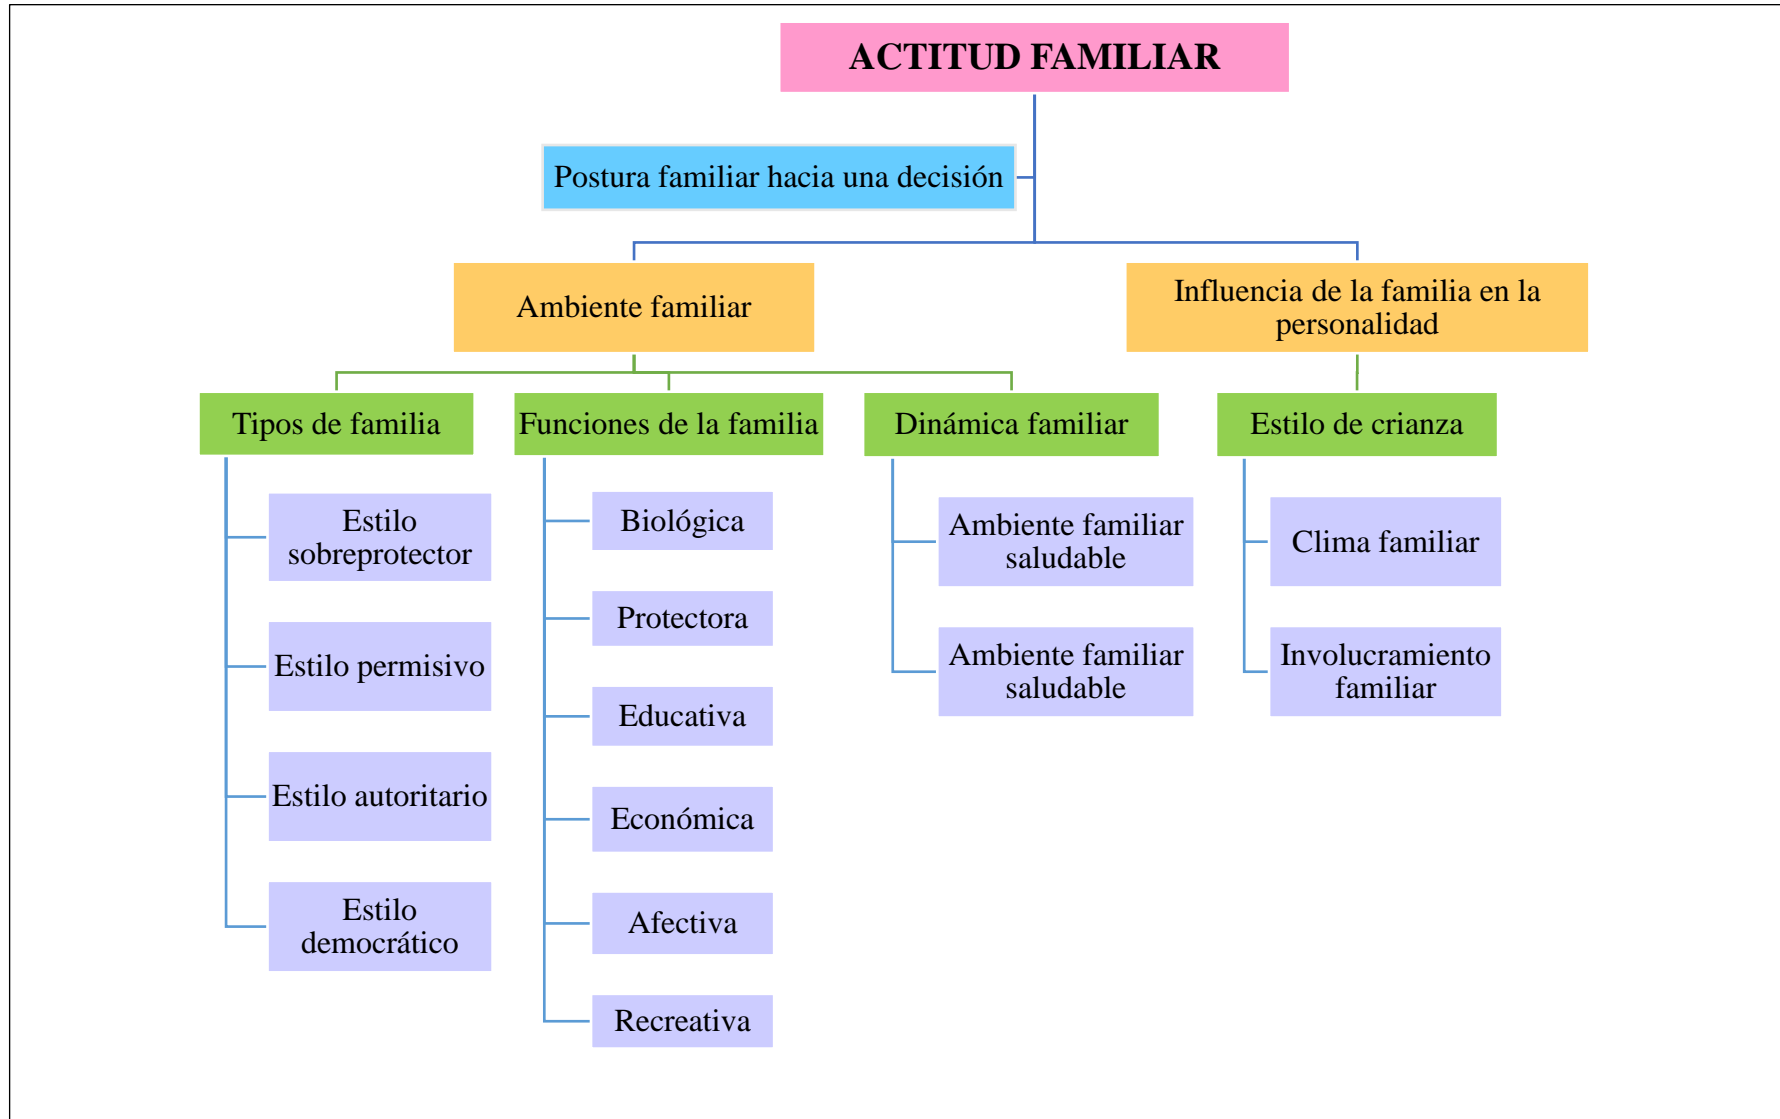 ACTITUD FAMILIAR
Postura familiar hacia una decisión
Ambiente familiar
Influencia de la familia en la
personalidad
Tipos de familia
Estilo
sobreprotector
Estilo permisivo
Estilo autoritario
Estilo
democrático
Funciones de la familia
Biológica
Protectora
Educativa
Económica
Afectiva
Recreativa
Dinámica familiar
Ambiente familiar
saludable
Ambiente familiar
saludable
Estilo de crianza
Clima familiar
Involucramiento
familiar